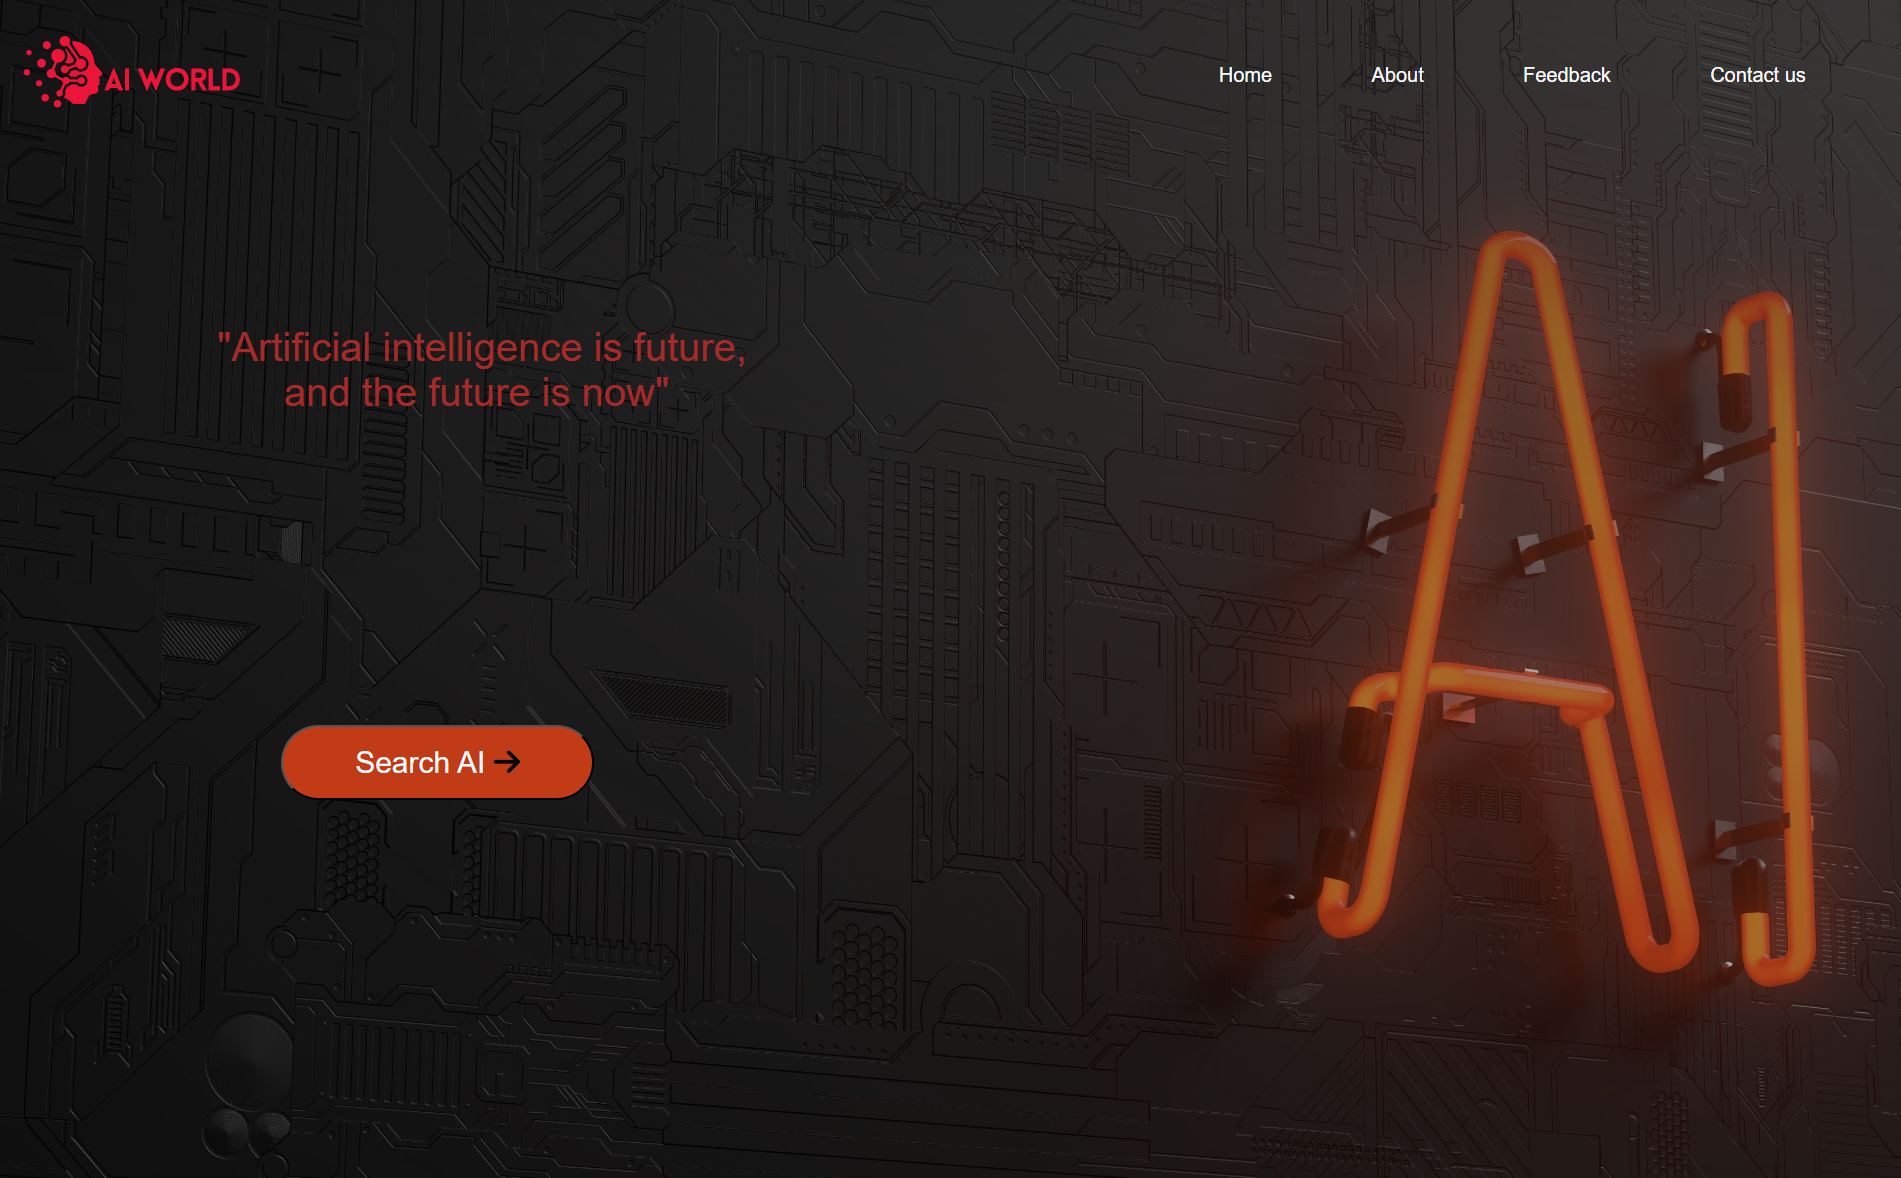 AI WORLD
Home
About
Feedback
Contact us
"Artificial intelligence is future,
and the future is now"
Search AI →
AI